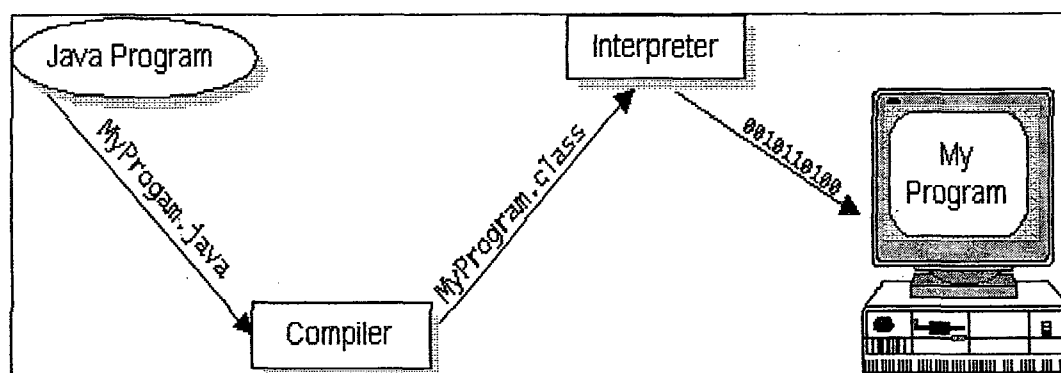 Java Program
MyProgam.java
Compiler
MyProgram.class
Interpreter
0010110100
My
Program